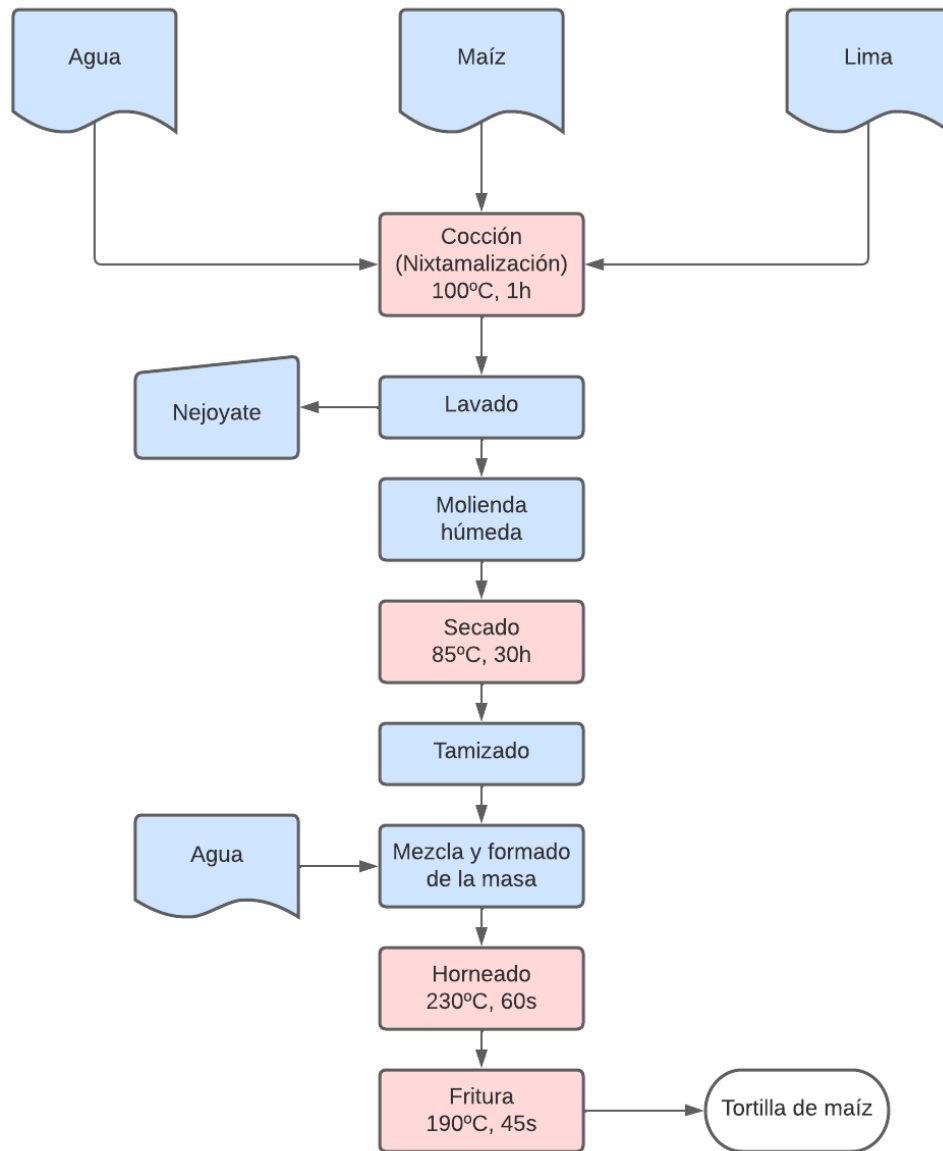 Agua
Maíz
Lima
Cocción
(Nixtamalización)
100ºC, 1h
Nejoyate
Lavado
Molienda
húmeda
Secado
85ºC, 30h
Tamizado
Agua
Mezcla y formado
de la masa
Horneado
230ºC, 60s
Fritura
190ºC, 45s
Tortilla de maíz